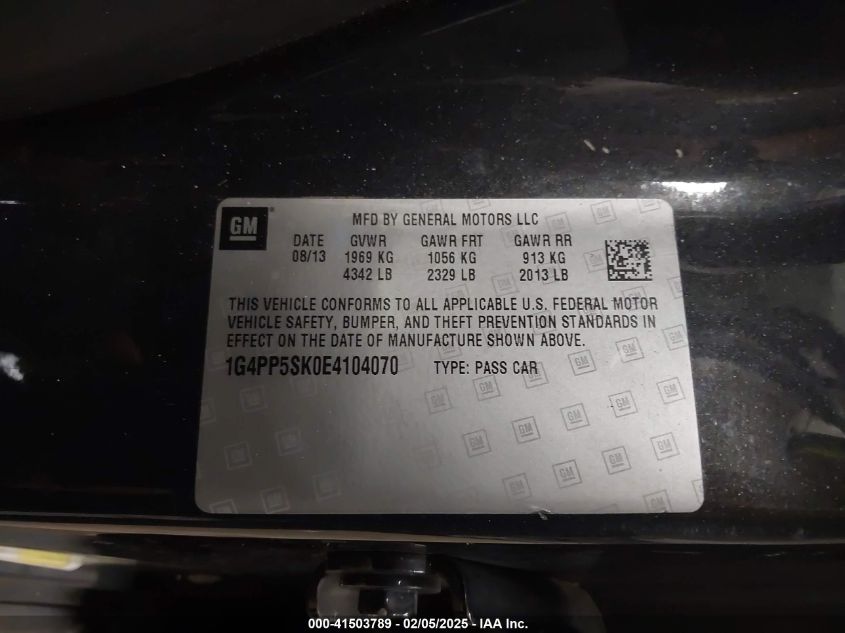 GM
MFD BY GENERAL MOTORS LLC
DATE GVWR GAWR FRT GAWR RR
08/13 1969 KG 1056 KG 913 KG
4342 LB 2329 LB 2013 LB
THIS VEHICLE CONFORMS TO ALL APPLICABLE U.S. FEDERAL MOTOR
VEHICLE SAFETY, BUMPER, AND THEFT PREVENTION STANDARDS IN
EFFECT ON THE DATE OF MANUFACTURE SHOWN ABOVE.
1G4PP5SK0E4104070 TYPE: PASS CAR
000-41503789 - 02/05/2025 - IAA Inc.